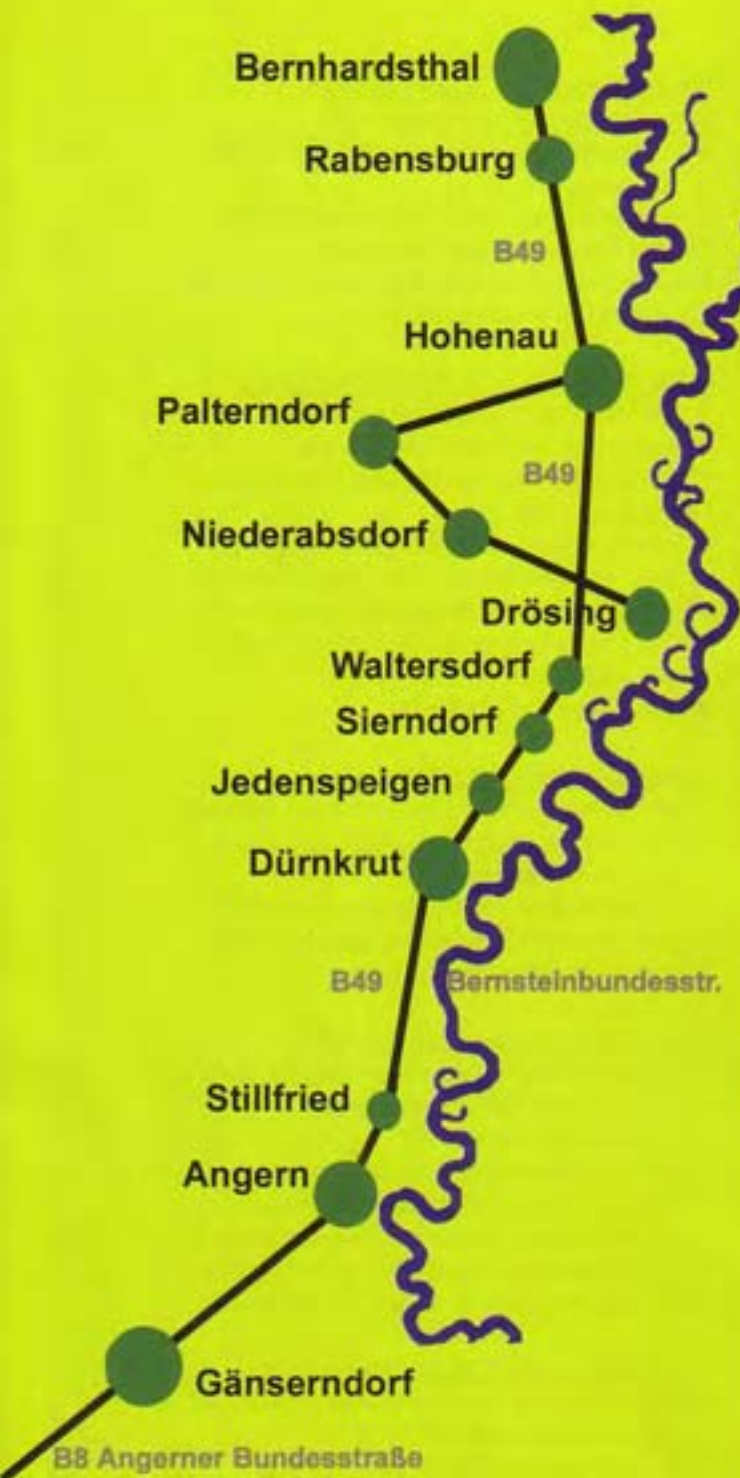 Bernhardsthal
Rabensburg
B49
Hohenau
Palterndorf
B49
Niederabsdorf
Drösing
Waltersdorf
Sierndorf
Jedenspeigen
Dürnkrut
B49
Bernsteinbundesstr.
Stillfried
Angern
Gänserndorf
B8 Angerner Bundesstraße